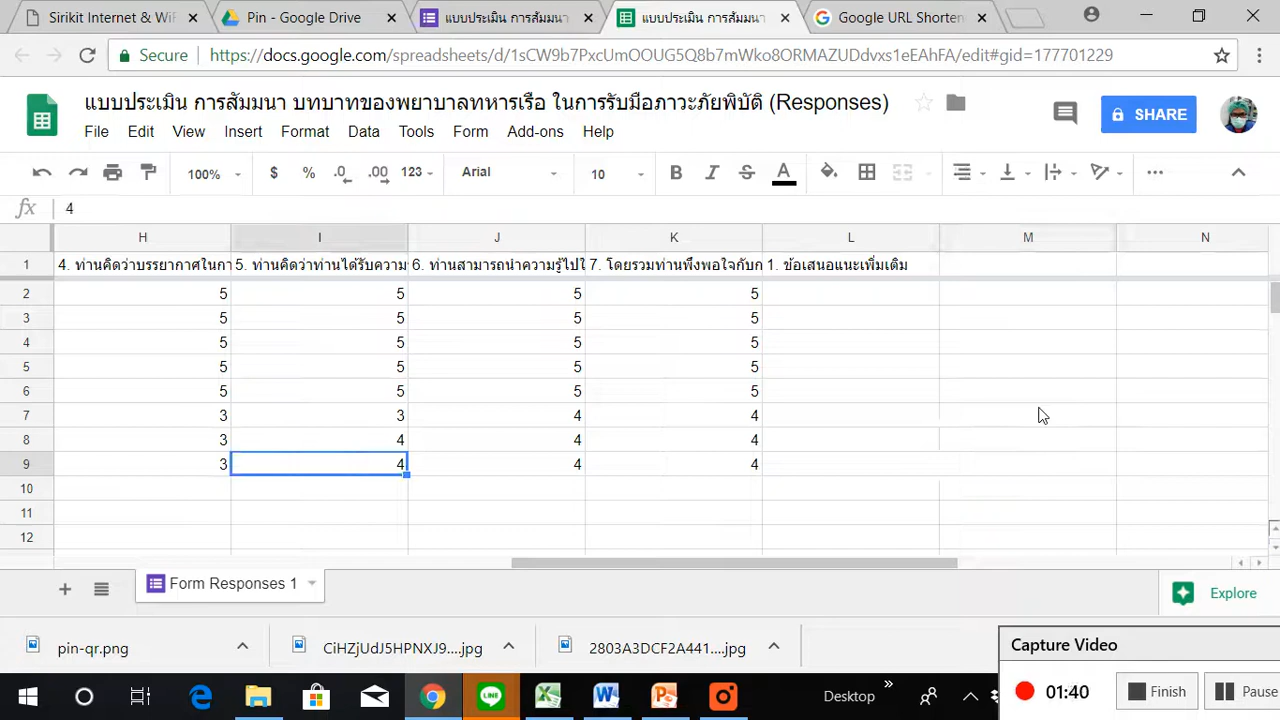 Sirikit Internet & WiF
Pin - Google Drive
แบบประเมิน การสัมมนา
แบบประเมิน การสัมมนา
Google URL Shorten
Secure
https://docs.google.com/spreadsheets/d/1sCW9b7PxcUmOOUG5Q8b7mWko8ORMAZUDdvxs1eEAhFA/edit#gid=177701229
แบบประเมิน การสัมมนา บทบาทของพยาบาลทหารเรือ ในการรับมือภาวะภัยพิบัติ (Responses)
SHARE
File Edit View Insert Format Data Tools Form Add-ons Help
100% $ % .0 .00 123 Arial 10 B I S A
fx 4
H I J K L M N
1 4. ท่านคิดว่าบรรยากาศในกา 5. ท่านคิดว่าท่านได้รับความ 6. ท่านสามารถนำความรู้ไปใ 7. โดยรวมท่านพึงพอใจกับก 1. ข้อเสนอแนะเพิ่มเติม
2 5 5 5 5
3 5 5 5 5
4 5 5 5 5
5 5 5 5 5
6 5 5 5 5
7 3 3 4 4
8 3 4 4 4
9 3 4 4 4
10
11
12
Form Responses 1
Explore
pin-qr.png
CiHZjUdJ5HPNXJ9....jpg
2803A3DCF2A441....jpg
Capture Video
01:40 Finish Pause
Desktop